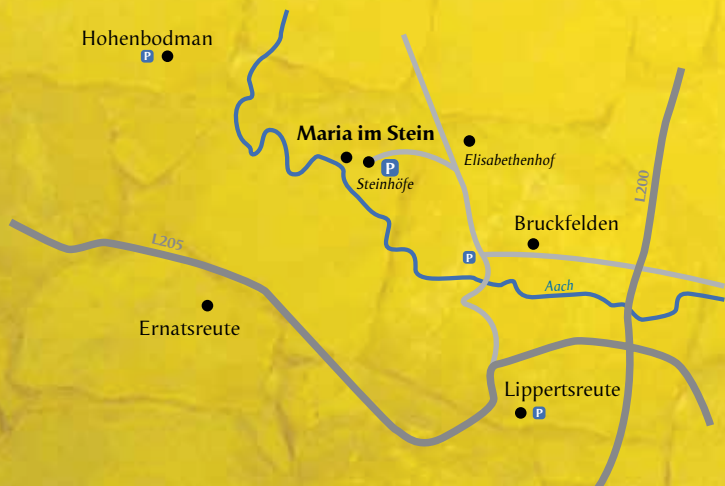 Hohenbodman
P
Maria im Stein
P
Elisabethenhof
Steinhöfe
L200
Bruckfelden
L205
P
Aach
Ernatsreute
Lippertsreute
P